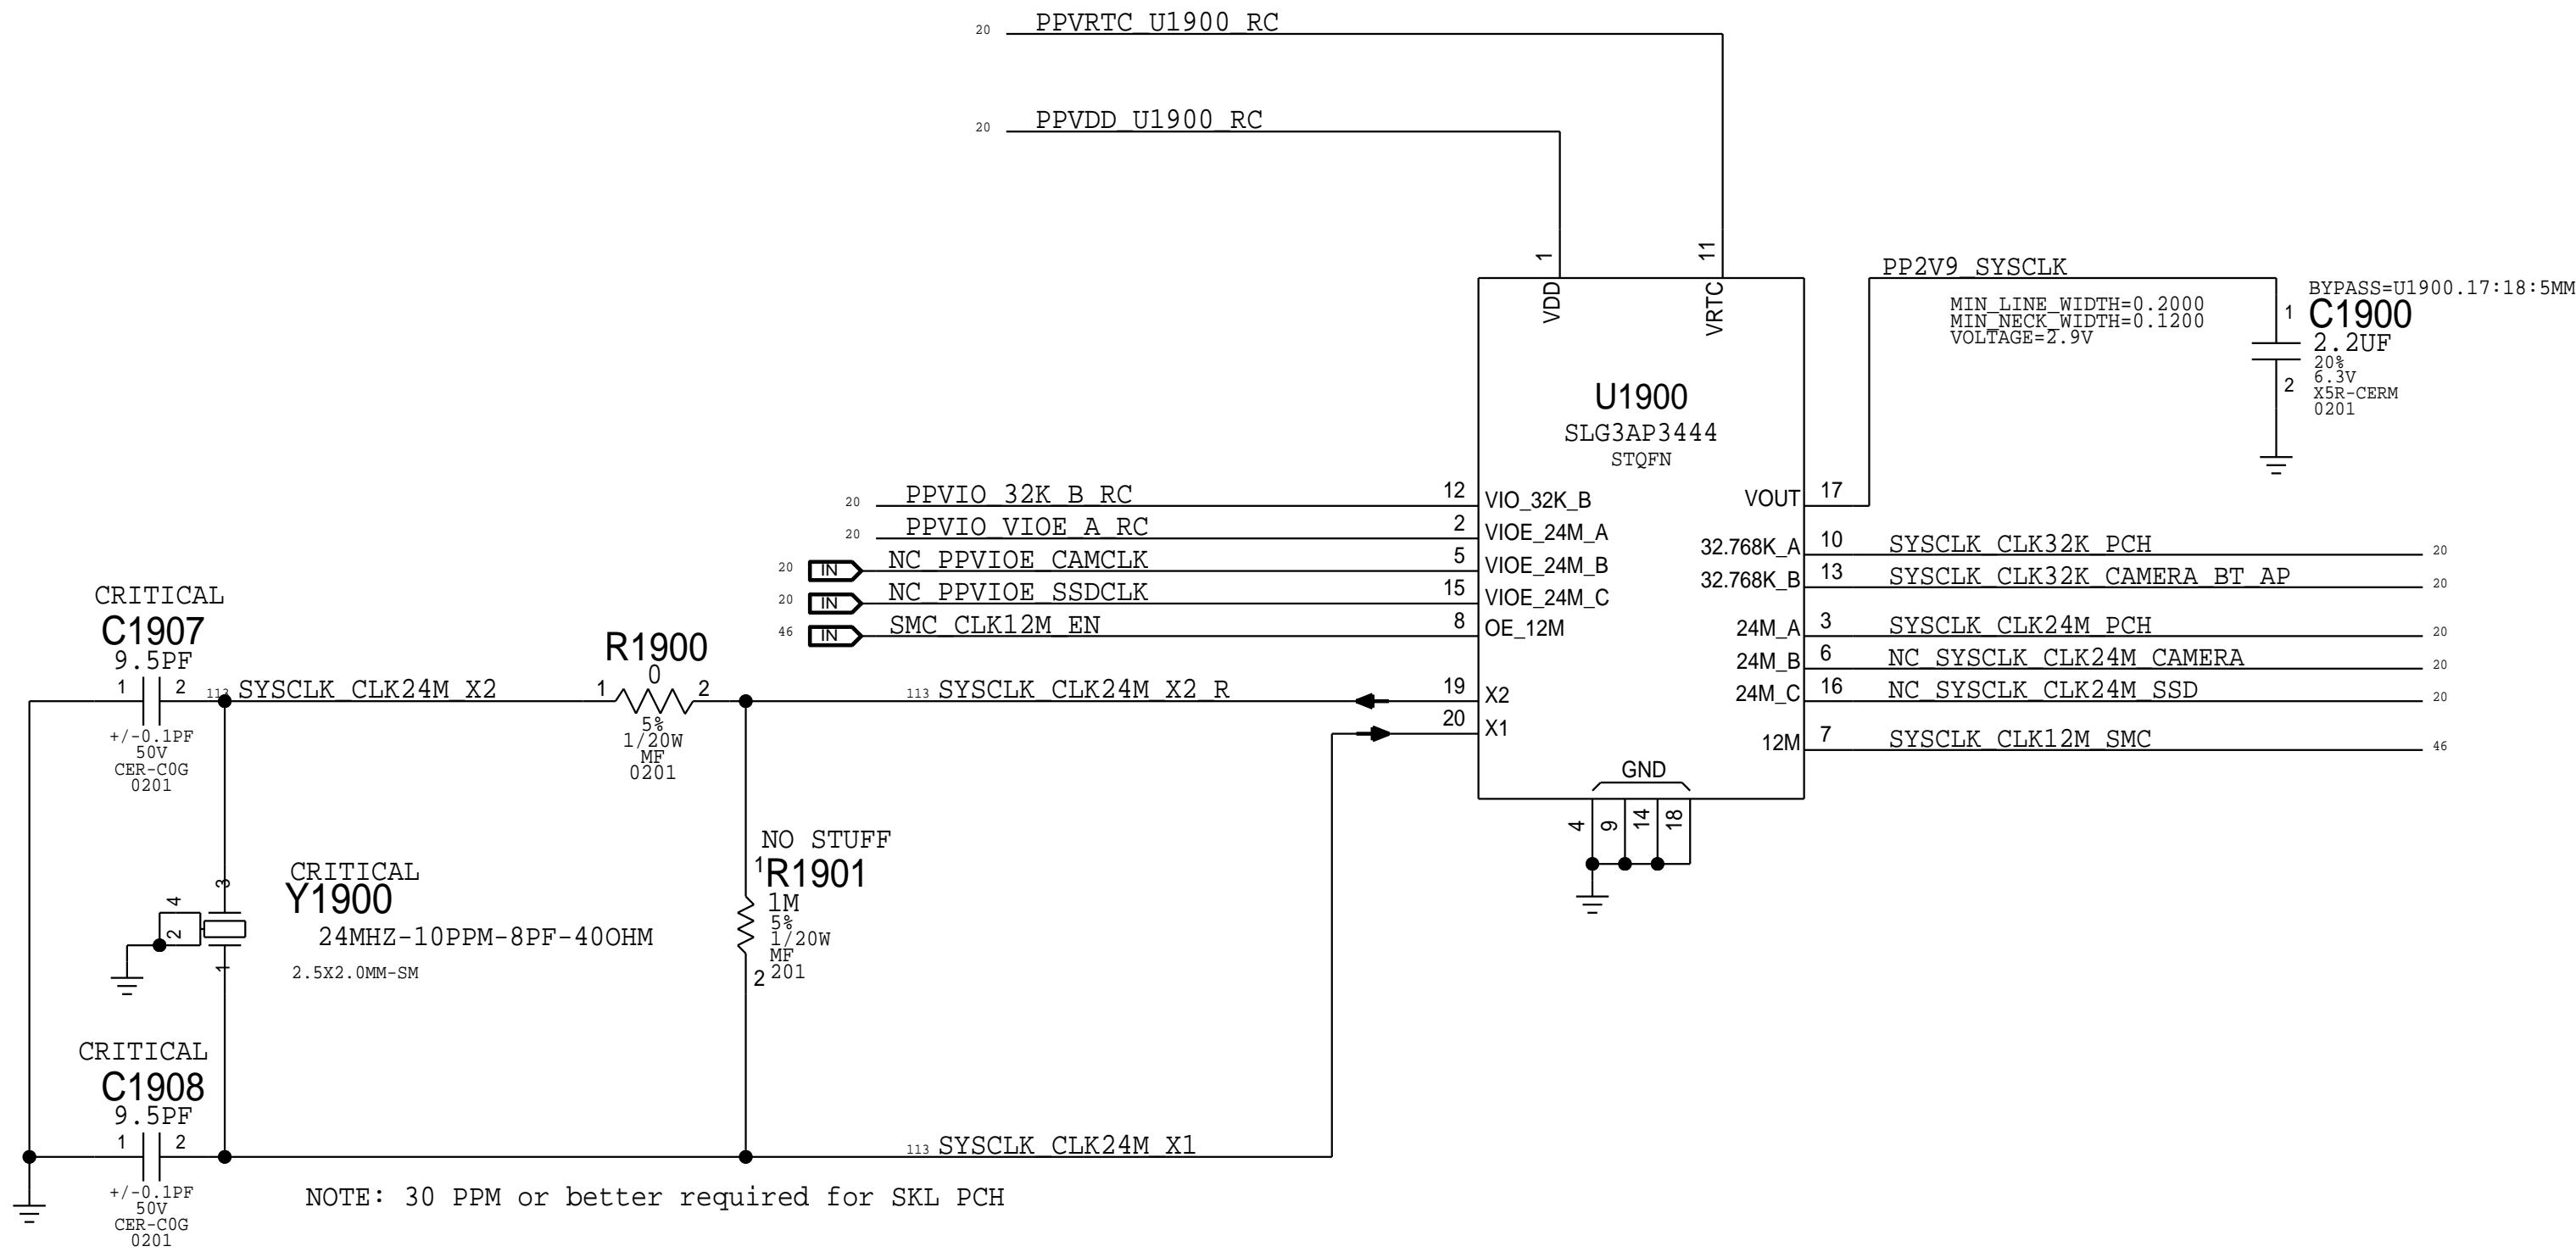 20 PPVRTC_U1900_RC
20 PPVDD_U1900_RC
1
11
VDD
VRTC
PP2V9_SYSCLK
MIN_LINE_WIDTH=0.2000
MIN_NECK_WIDTH=0.1200
VOLTAGE=2.9V
BYPASS=U1900.17:18:5MM
1
C1900
2.2UF
20%
6.3V
2
X5R-CERM
0201
U1900
SLG3AP3444
STQFN
20 PPVIO_32K_B_RC 12 VIO_32K_B
20 PPVIO_VIOE_A_RC 2 VIOE_24M_A
20 IN NC_PPVIOE_CAMCLK 5 VIOE_24M_B
20 IN NC_PPVIOE_SSDCLK 15 VIOE_24M_C
46 IN SMC_CLK12M_EN 8 OE_12M
VOUT 17
32.768K_A 10 SYSCLK_CLK32K_PCH 20
32.768K_B 13 SYSCLK_CLK32K_CAMERA_BT_AP 20
24M_A 3 SYSCLK_CLK24M_PCH 20
24M_B 6 NC_SYSCLK_CLK24M_CAMERA 20
24M_C 16 NC_SYSCLK_CLK24M_SSD 20
12M 7 SYSCLK_CLK12M_SMC 46
CRITICAL
C1907
9.5PF
1 2
+/-0.1PF
50V
CER-C0G
0201
113 SYSCLK_CLK24M_X2
R1900
0
1 2
5%
1/20W
MF
0201
113 SYSCLK_CLK24M_X2_R 19 X2
20 X1
GND
4 9 14 18
NO STUFF
1 R1901
1M
5%
1/20W
MF
2 201
CRITICAL
Y1900
24MHZ-10PPM-8PF-40OHM
2.5X2.0MM-SM
3
4
2
1
CRITICAL
C1908
9.5PF
1 2
+/-0.1PF
50V
CER-C0G
0201
113 SYSCLK_CLK24M_X1
NOTE: 30 PPM or better required for SKL PCH